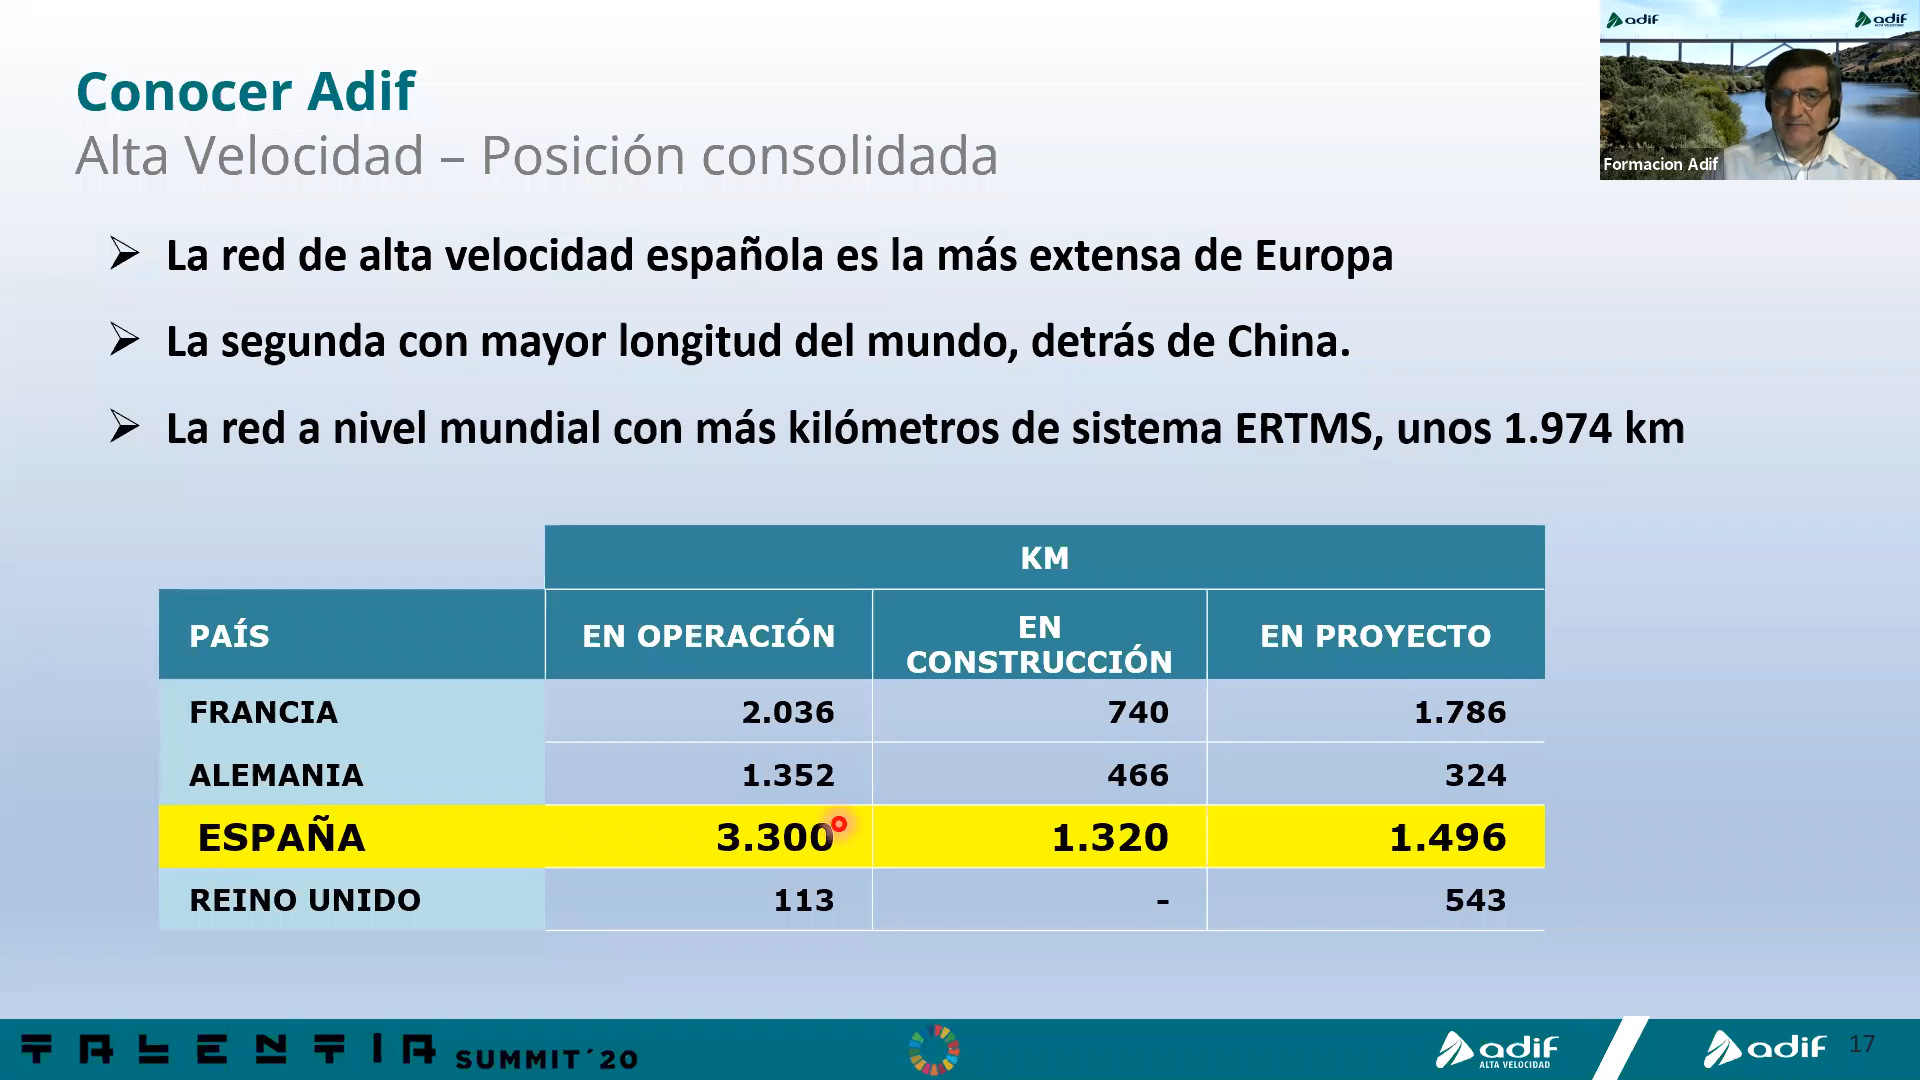 Conocer Adif
Alta Velocidad – Posición consolidada
adif
adif
ALTA VELOCIDAD
Formacion Adif
La red de alta velocidad española es la más extensa de Europa
La segunda con mayor longitud del mundo, detrás de China.
La red a nivel mundial con más kilómetros de sistema ERTMS, unos 1.974 km
KM
PAÍS EN OPERACIÓN EN CONSTRUCCIÓN EN PROYECTO
FRANCIA 2.036 740 1.786
ALEMANIA 1.352 466 324
ESPAÑA 3.300 1.320 1.496
REINO UNIDO 113 - 543
TALENTIA SUMMIT´20
adif
ALTA VELOCIDAD
adif
17